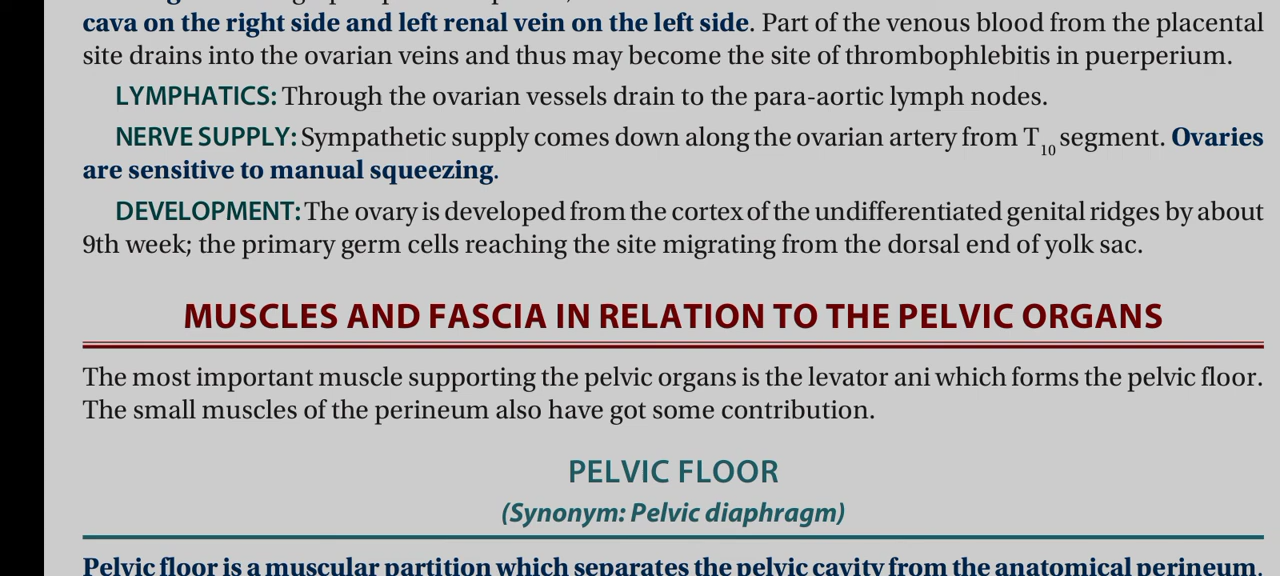 cava on the right side and left renal vein on the left side. Part of the venous blood from the placental
site drains into the ovarian veins and thus may become the site of thrombophlebitis in puerperium.
LYMPHATICS: Through the ovarian vessels drain to the para-aortic lymph nodes.
NERVE SUPPLY: Sympathetic supply comes down along the ovarian artery from T10 segment. Ovaries
are sensitive to manual squeezing.
DEVELOPMENT: The ovary is developed from the cortex of the undifferentiated genital ridges by about
9th week; the primary germ cells reaching the site migrating from the dorsal end of yolk sac.
MUSCLES AND FASCIA IN RELATION TO THE PELVIC ORGANS
The most important muscle supporting the pelvic organs is the levator ani which forms the pelvic floor.
The small muscles of the perineum also have got some contribution.
PELVIC FLOOR
(Synonym: Pelvic diaphragm)
Pelvic floor is a muscular partition which separates the pelvic cavity from the anatomical perineum.